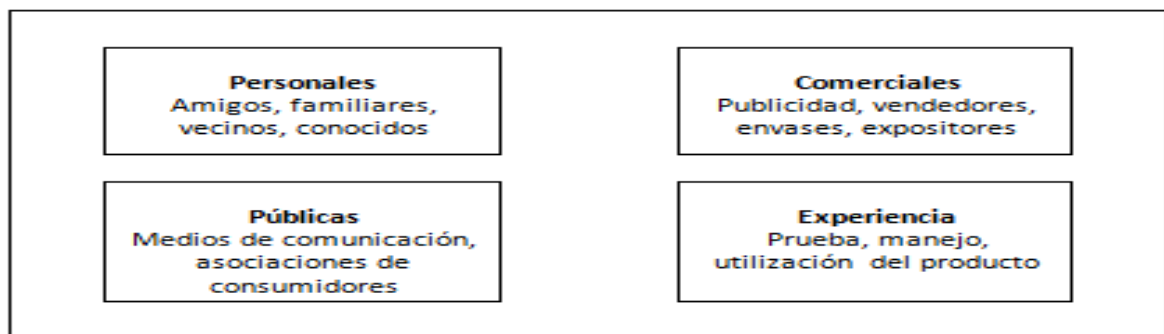 Personales
Amigos, familiares,
vecinos, conocidos
Comerciales
Publicidad, vendedores,
envases, expositores
Públicas
Medios de comunicación,
asociaciones de
consumidores
Experiencia
Prueba, manejo,
utilización  del producto